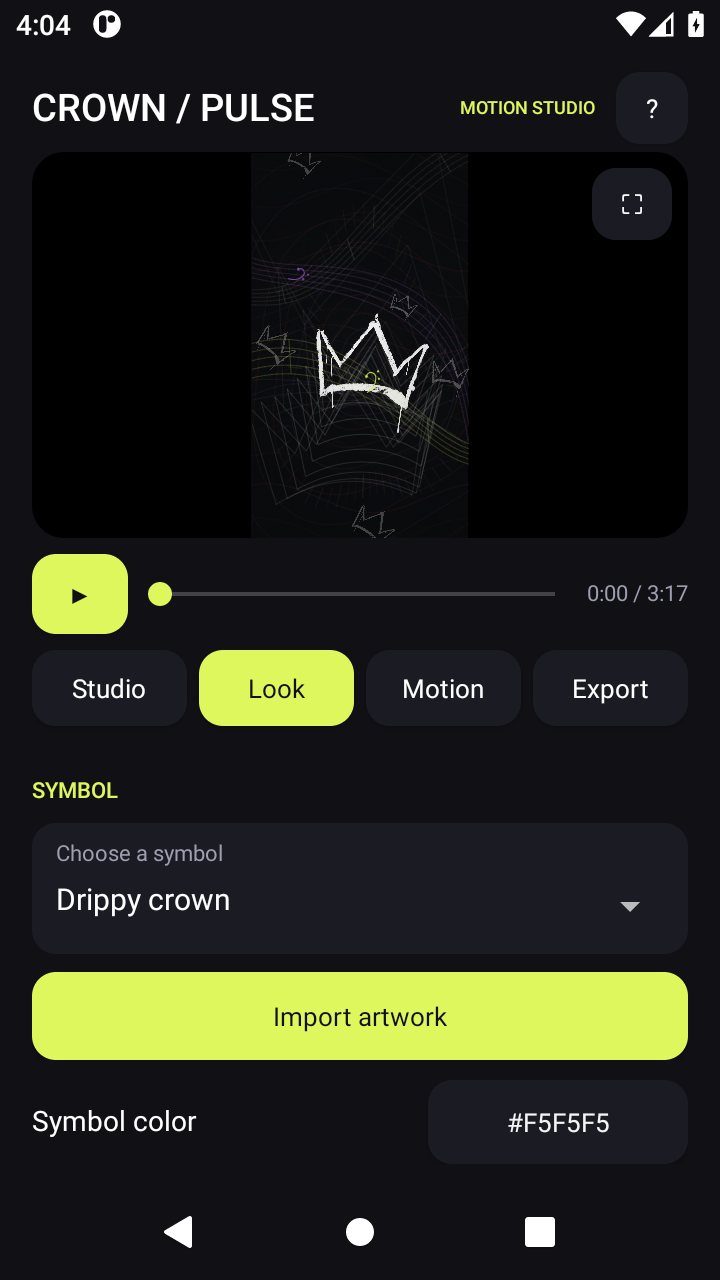 4:04
CROWN / PULSE
MOTION STUDIO
?
0:00 / 3:17
Studio
Look
Motion
Export
SYMBOL
Choose a symbol
Drippy crown
Import artwork
Symbol color
#F5F5F5